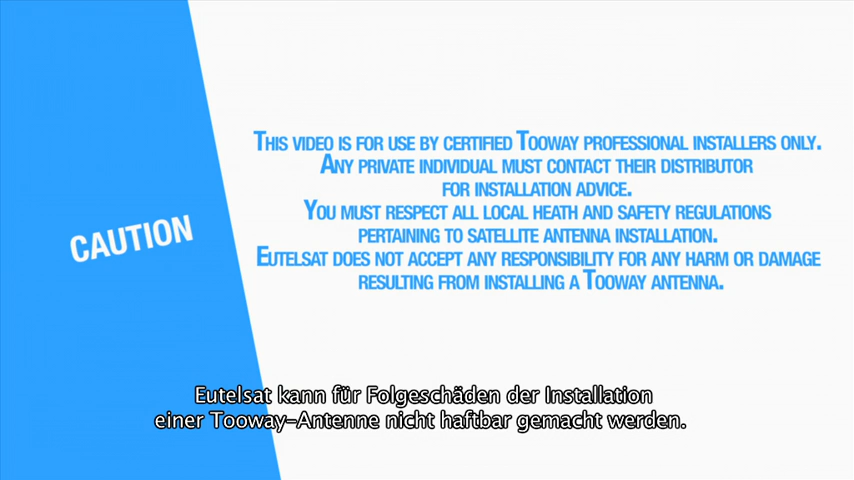 CAUTION
THIS VIDEO IS FOR USE BY CERTIFIED TOOWAY PROFESSIONAL INSTALLERS ONLY.
ANY PRIVATE INDIVIDUAL MUST CONTACT THEIR DISTRIBUTOR
FOR INSTALLATION ADVICE.
YOU MUST RESPECT ALL LOCAL HEATH AND SAFETY REGULATIONS
PERTAINING TO SATELLITE ANTENNA INSTALLATION.
EUTELSAT DOES NOT ACCEPT ANY RESPONSIBILITY FOR ANY HARM OR DAMAGE
RESULTING FROM INSTALLING A TOOWAY ANTENNA.
Eutelsat kann für Folgeschäden der Installation
einer Tooway-Antenne nicht haftbar gemacht werden.